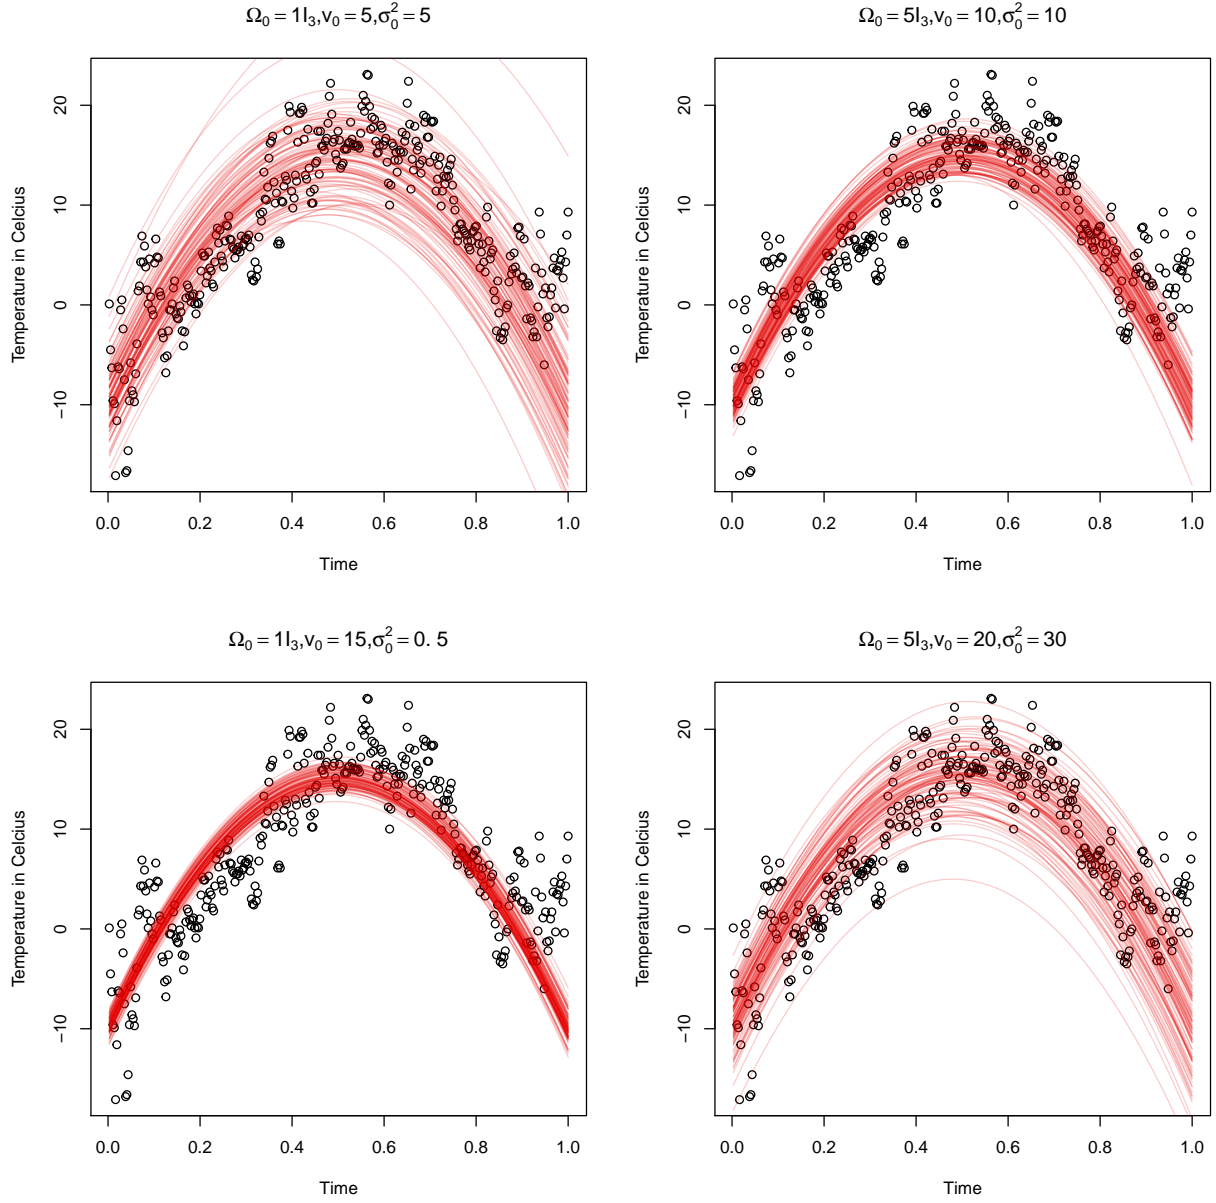 Ω₀ = 1I₃,v₀ = 5,σ₀² = 5
Temperature in Celcius
20
10
0
−10
0.0 0.2 0.4 0.6 0.8 1.0
Time
Ω₀ = 5I₃,v₀ = 10,σ₀² = 10
Temperature in Celcius
20
10
0
−10
0.0 0.2 0.4 0.6 0.8 1.0
Time
Ω₀ = 1I₃,v₀ = 15,σ₀² = 0. 5
Temperature in Celcius
20
10
0
−10
0.0 0.2 0.4 0.6 0.8 1.0
Time
Ω₀ = 5I₃,v₀ = 20,σ₀² = 30
Temperature in Celcius
20
10
0
−10
0.0 0.2 0.4 0.6 0.8 1.0
Time